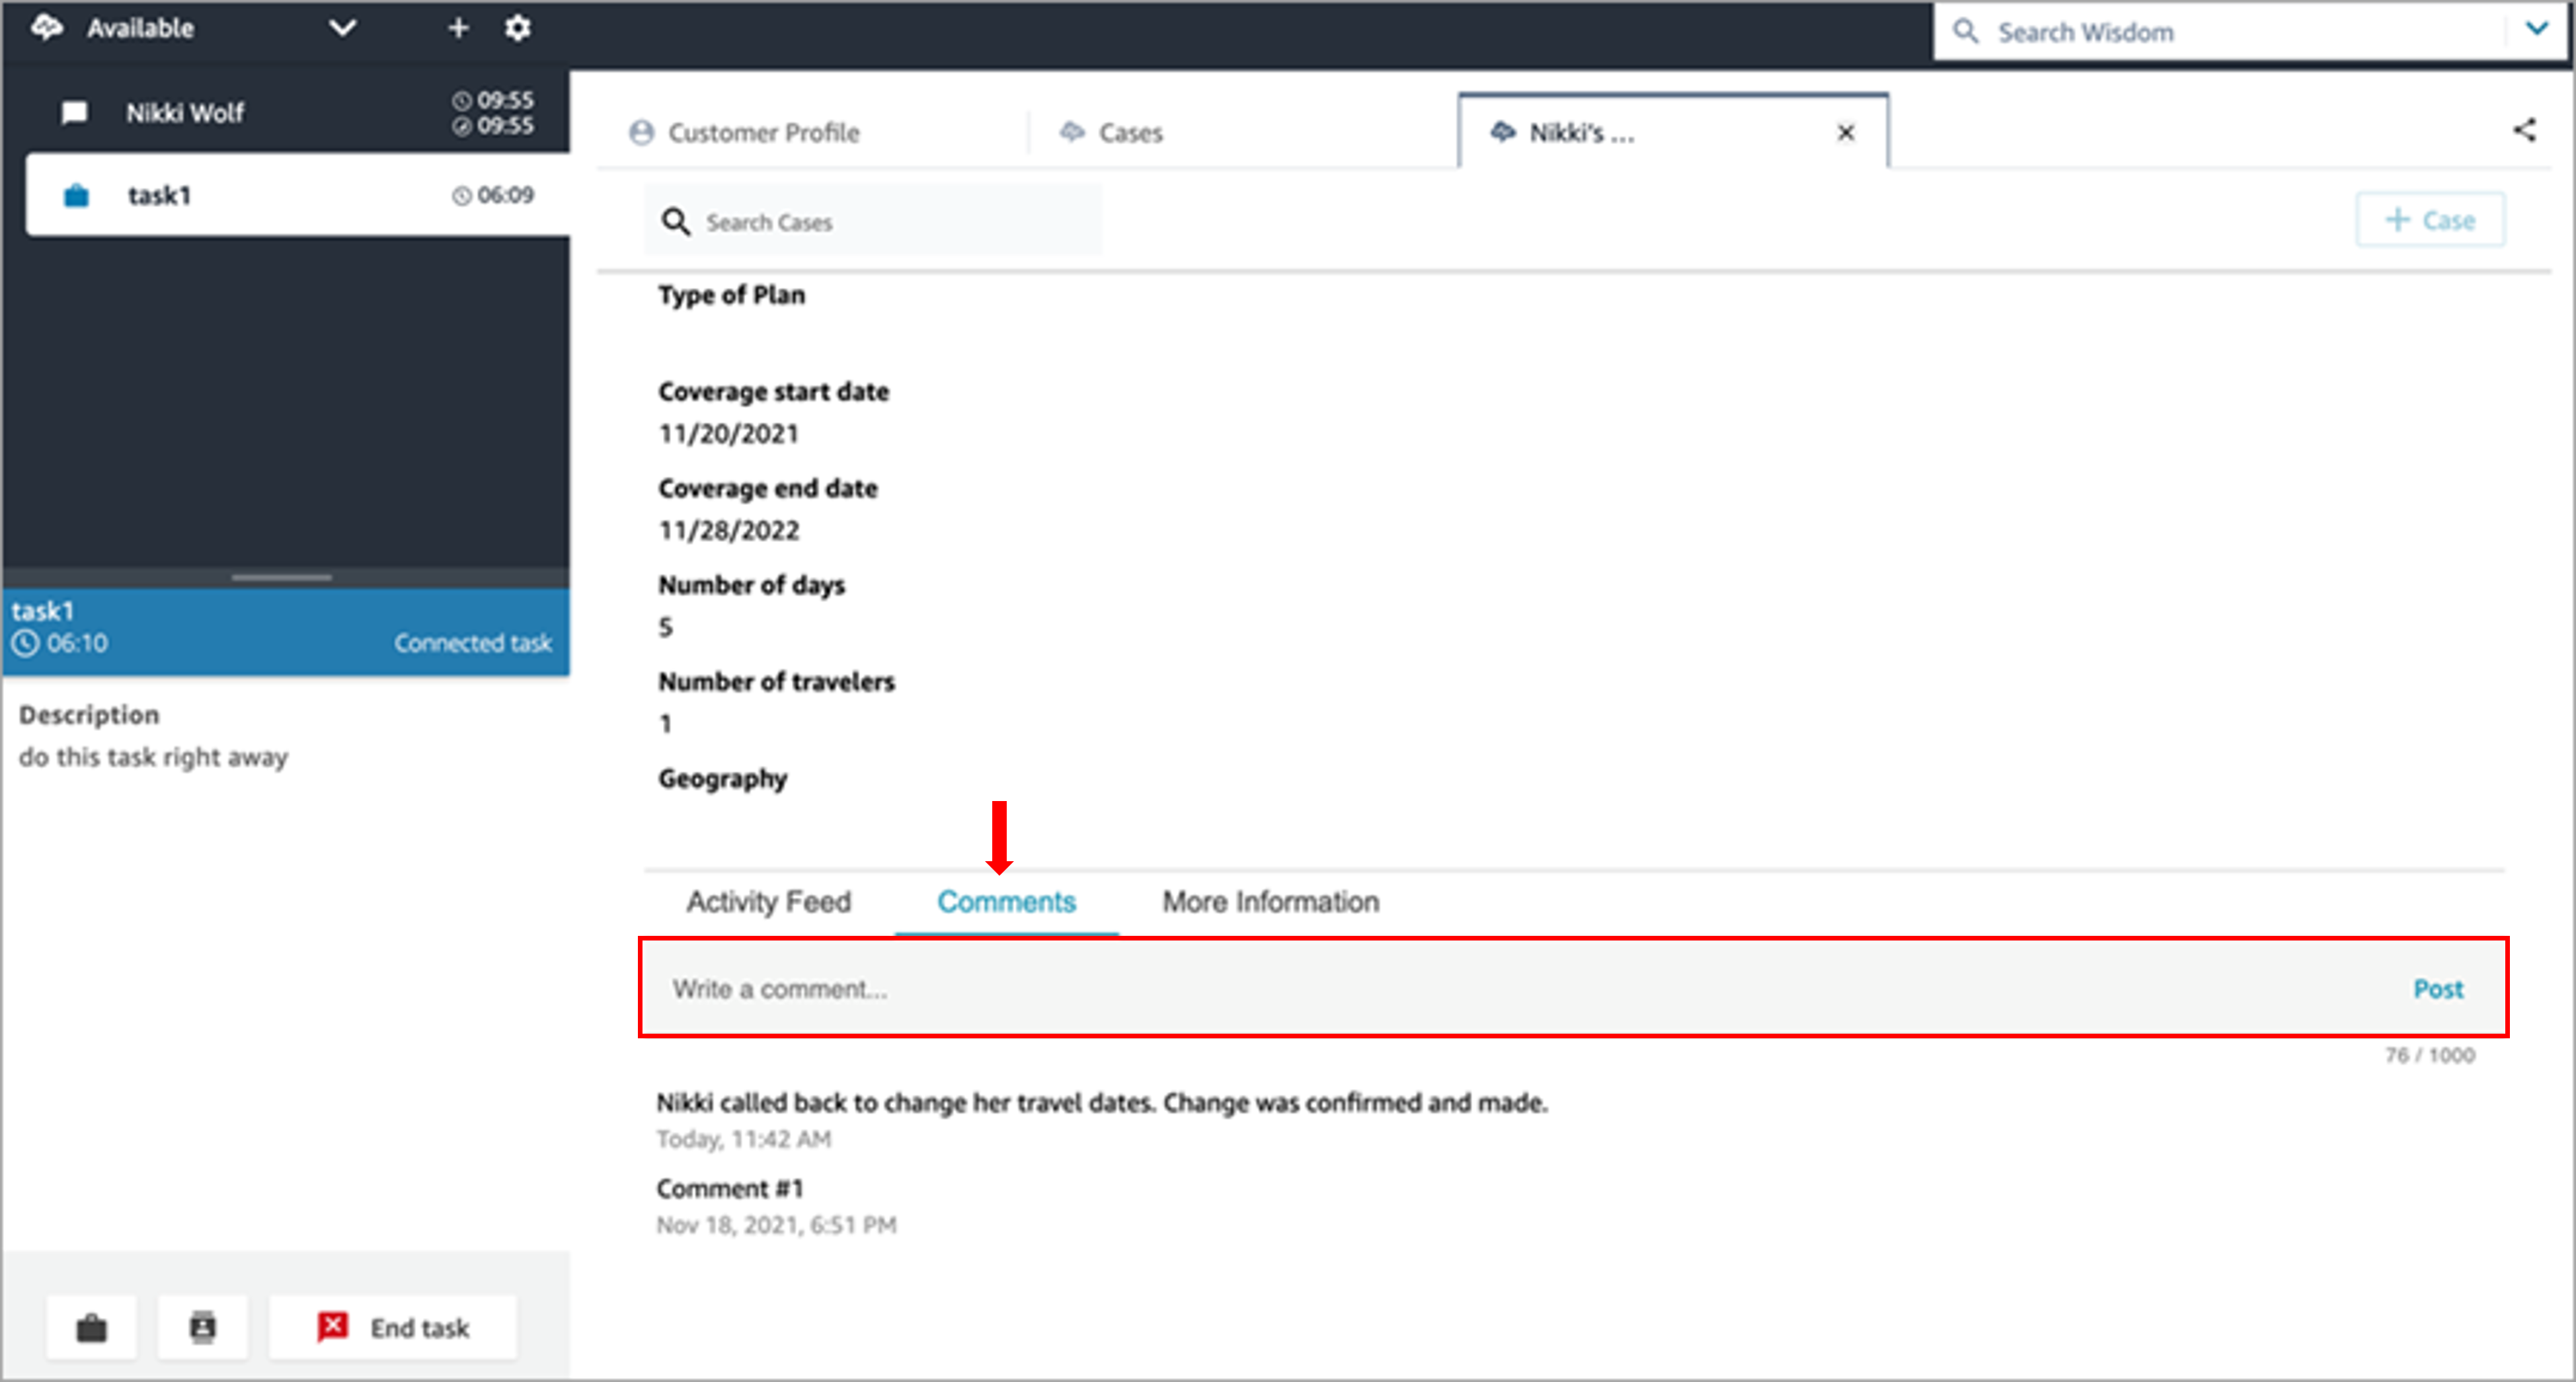 Available
Search Wisdom
Nikki Wolf
09:55
09:55
task1
06:09
task1
06:10
Connected task
Description
do this task right away
End task
Customer Profile
Cases
Nikki's ...
Search Cases
+ Case
Type of Plan
Coverage start date
11/20/2021
Coverage end date
11/28/2022
Number of days
5
Number of travelers
1
Geography
Activity Feed
Comments
More Information
Write a comment...
Post
76 / 1000
Nikki called back to change her travel dates. Change was confirmed and made.
Today, 11:42 AM
Comment #1
Nov 18, 2021, 6:51 PM